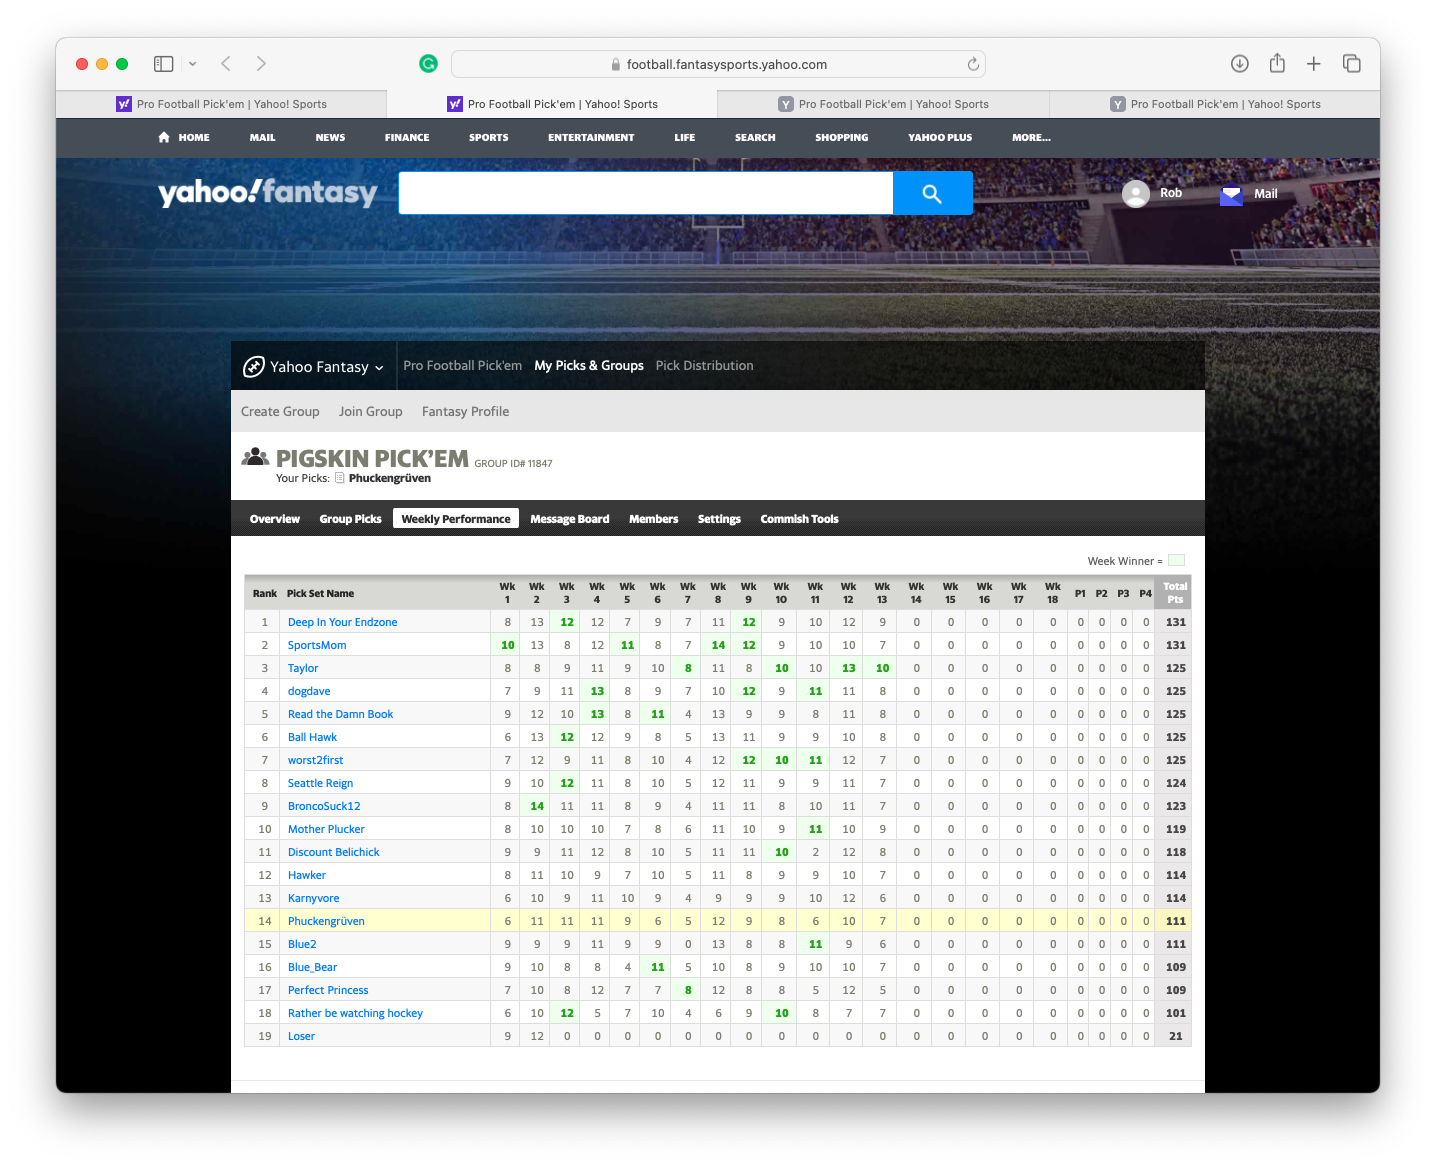 football.fantasysports.yahoo.com
y! Pro Football Pick'em | Yahoo! Sports y! Pro Football Pick'em | Yahoo! Sports Y Pro Football Pick'em | Yahoo! Sports Y Pro Football Pick'em | Yahoo! Sports
HOME MAIL NEWS FINANCE SPORTS ENTERTAINMENT LIFE SEARCH SHOPPING YAHOO PLUS MORE...
yahoo!fantasy Rob Mail
Yahoo Fantasy Pro Football Pick'em My Picks & Groups Pick Distribution
Create Group Join Group Fantasy Profile
PIGSKIN PICK'EM GROUP ID# 11847
Your Picks: Phuckengrüven
Overview Group Picks Weekly Performance Message Board Members Settings Commish Tools
Week Winner =
Rank Pick Set Name Wk 1 Wk 2 Wk 3 Wk 4 Wk 5 Wk 6 Wk 7 Wk 8 Wk 9 Wk 10 Wk 11 Wk 12 Wk 13 Wk 14 Wk 15 Wk 16 Wk 17 Wk 18 P1 P2 P3 P4 Total Pts
1 Deep In Your Endzone 8 13 12 12 7 9 7 11 12 9 10 12 9 0 0 0 0 0 0 0 0 0 131
2 SportsMom 10 13 8 12 11 8 7 14 12 9 10 10 7 0 0 0 0 0 0 0 0 0 131
3 Taylor 8 8 9 11 9 10 8 11 8 10 10 13 10 0 0 0 0 0 0 0 0 0 125
4 dogdave 7 9 11 13 8 9 7 10 12 9 11 11 8 0 0 0 0 0 0 0 0 0 125
5 Read the Damn Book 9 12 10 13 8 11 4 13 9 9 8 11 8 0 0 0 0 0 0 0 0 0 125
6 Ball Hawk 6 13 12 12 9 8 5 13 11 9 9 10 8 0 0 0 0 0 0 0 0 0 125
7 worst2first 7 12 9 11 8 10 4 12 12 10 11 12 7 0 0 0 0 0 0 0 0 0 125
8 Seattle Reign 9 10 12 11 8 10 5 12 11 9 9 11 7 0 0 0 0 0 0 0 0 0 124
9 BroncoSuck12 8 14 11 11 8 9 4 11 11 8 10 11 7 0 0 0 0 0 0 0 0 0 123
10 Mother Plucker 8 10 10 10 7 8 6 11 10 9 11 10 9 0 0 0 0 0 0 0 0 0 119
11 Discount Belichick 9 9 11 12 8 10 5 11 11 10 2 12 8 0 0 0 0 0 0 0 0 0 118
12 Hawker 8 11 10 9 7 10 5 11 8 9 9 10 7 0 0 0 0 0 0 0 0 0 114
13 Karnyvore 6 10 9 11 10 9 4 9 9 9 10 12 6 0 0 0 0 0 0 0 0 0 114
14 Phuckengrüven 6 11 11 11 9 6 5 12 9 8 6 10 7 0 0 0 0 0 0 0 0 0 111
15 Blue2 9 9 9 11 9 9 0 13 8 8 11 9 6 0 0 0 0 0 0 0 0 0 111
16 Blue_Bear 9 10 8 8 4 11 5 10 8 9 10 10 7 0 0 0 0 0 0 0 0 0 109
17 Perfect Princess 7 10 8 12 7 7 8 12 8 8 5 12 5 0 0 0 0 0 0 0 0 0 109
18 Rather be watching hockey 6 10 12 5 7 10 4 6 9 10 8 7 7 0 0 0 0 0 0 0 0 0 101
19 Loser 9 12 0 0 0 0 0 0 0 0 0 0 0 0 0 0 0 0 0 0 0 0 21